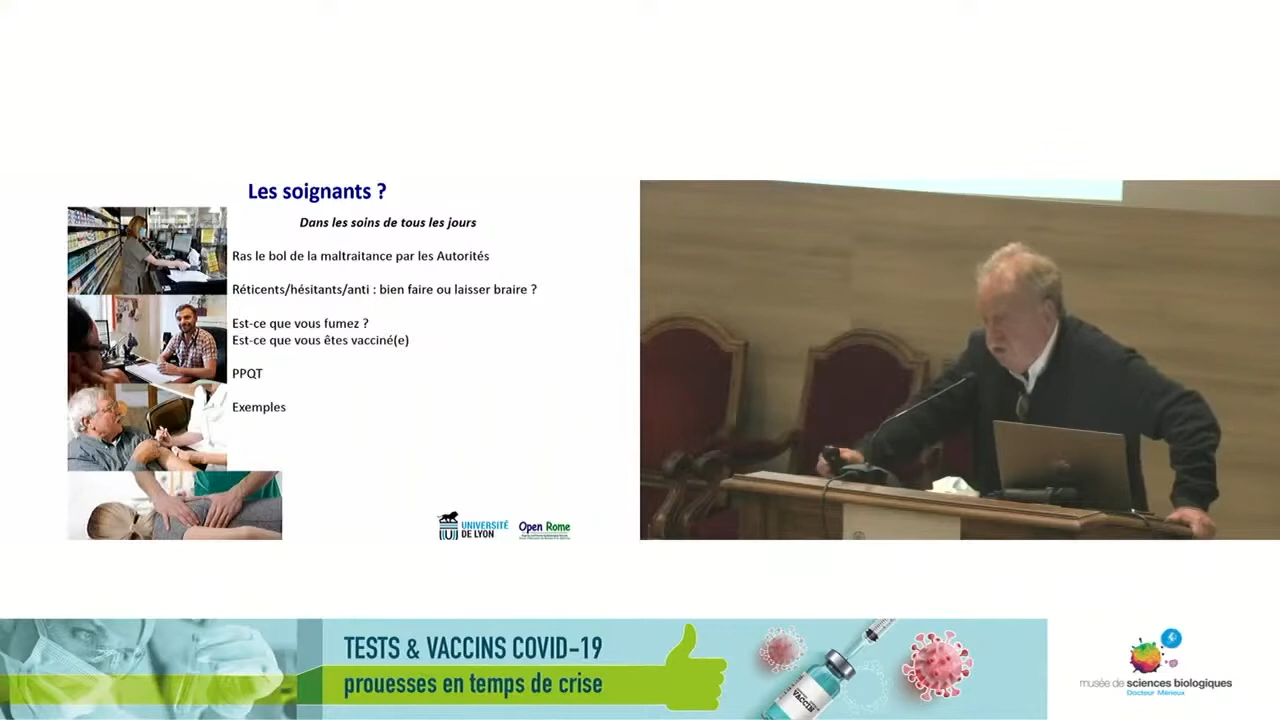 Les soignants ?
Dans les soins de tous les jours
Ras le bol de la maltraitance par les Autorités
Réticents/hésitants/anti : bien faire ou laisser braire ?
Est-ce que vous fumez ?
Est-ce que vous êtes vacciné(e)
PPQT
Exemples
UNIVERSITÉ
DE LYON
Open Rome
TESTS & VACCINS COVID-19
prouesses en temps de crise
VACCIN
musée de sciences biologiques
Docteur Mérieux